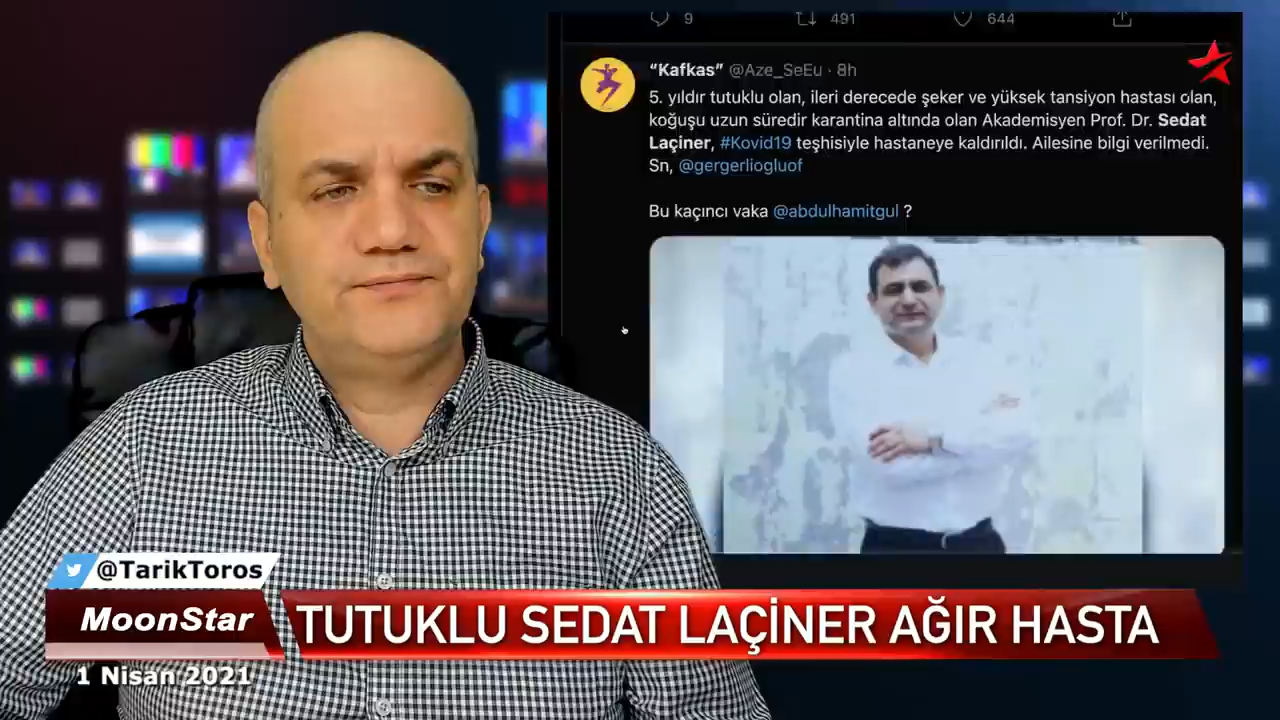 9 491 644
“Kafkas” @Aze_SeEu · 8h
5. yıldır tutuklu olan, ileri derecede şeker ve yüksek tansiyon hastası olan,
koğuşu uzun süredir karantina altında olan Akademisyen Prof. Dr. Sedat
Laçiner, #Kovid19 teşhisiyle hastaneye kaldırıldı. Ailesine bilgi verilmedi.
Sn, @gergerliogluof
Bu kaçıncı vaka @abdulhamitgul ?
@TarikToros
MoonStar
TUTUKLU SEDAT LAÇİNER AĞIR HASTA
1 Nisan 2021